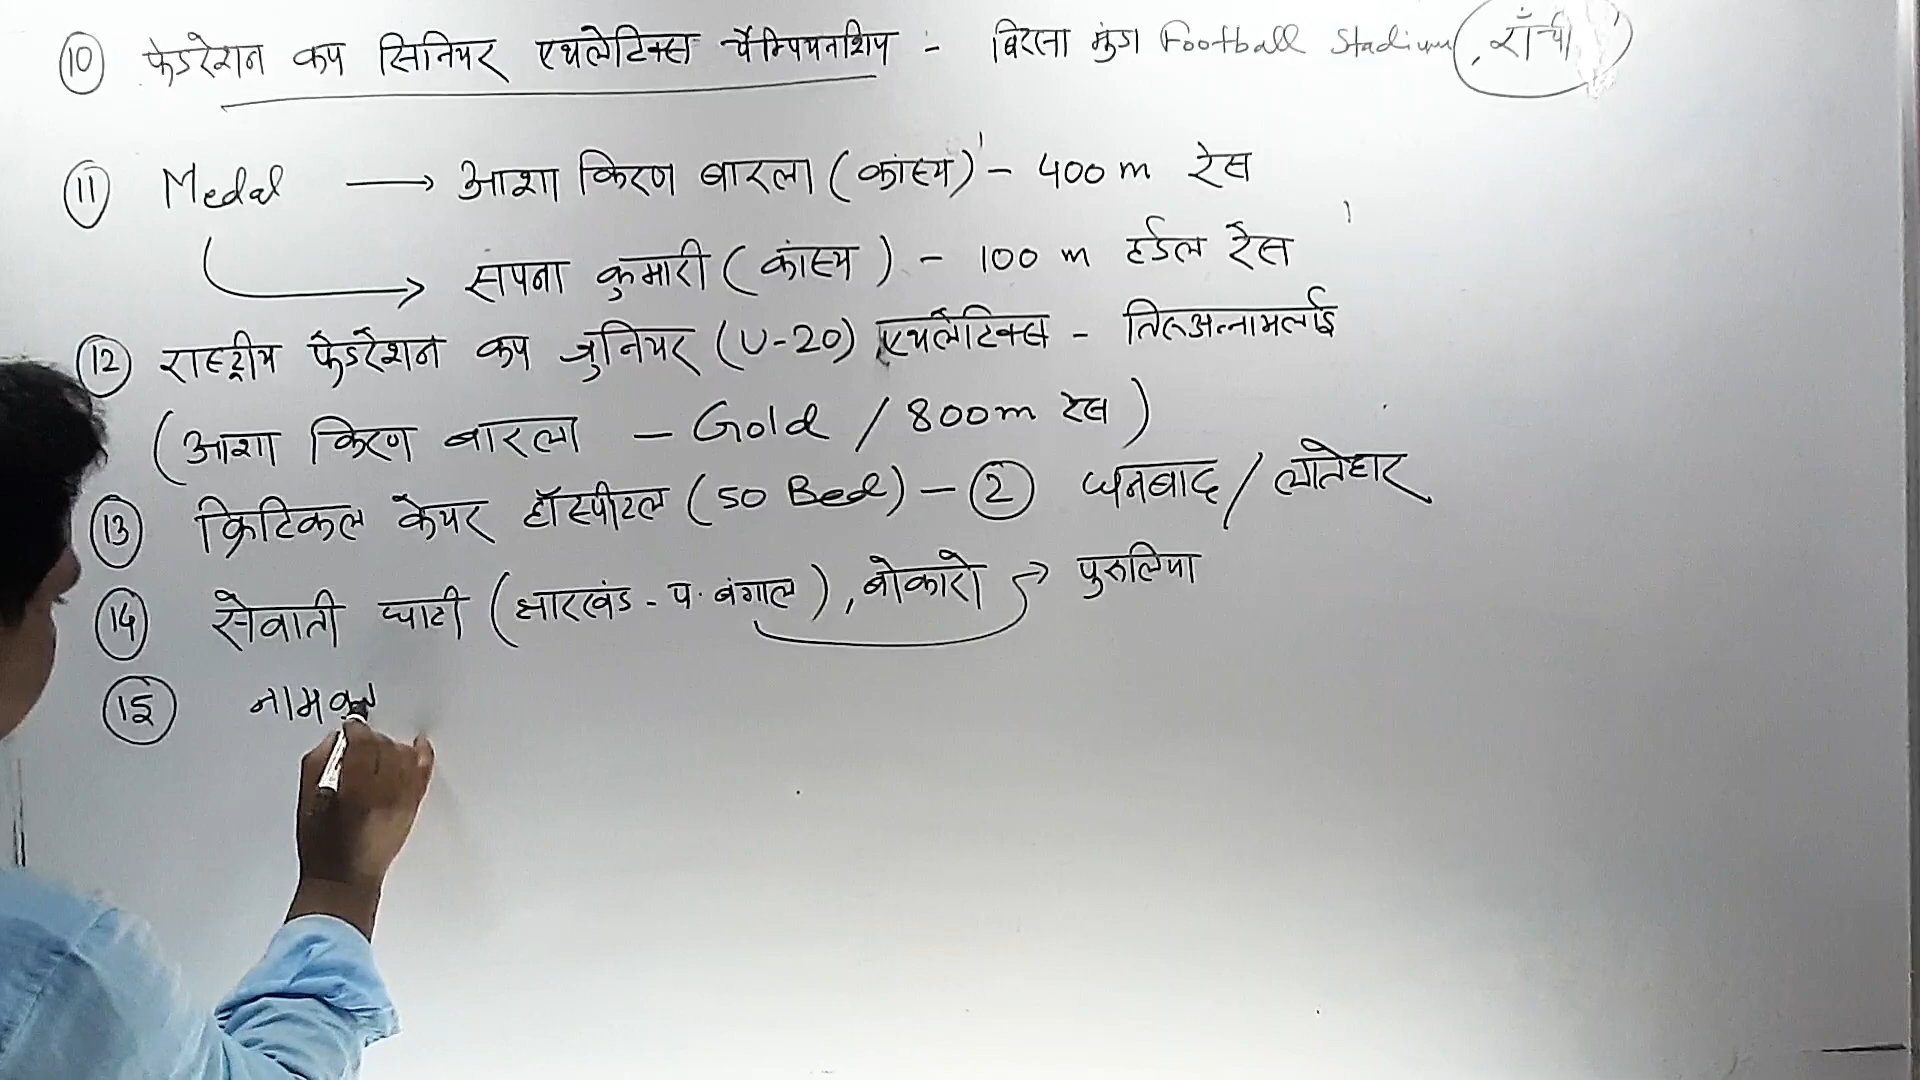 10 फेडरेशन कप सिनियर एथलेटिक्स चैम्पियनशिप - बिरसा मुंडा Football Stadium, राँची
11 Medal → आशा किरण बारला (कांस्य) - 400 m रेस
→ सपना कुमारी (कांस्य) - 100 m हर्डल रेस
12 राष्ट्रीय फेडरेशन कप जुनियर (U-20) एथलेटिक्स - तिरुअन्नामलाई
(आशा किरण बारला - Gold / 800m रेस)
13 क्रिटिकल केयर हॉस्पीटल (50 Bed) - 2 धनबाद / लातेहार
14 सेवाती घाटी (झारखंड - प. बंगाल), बोकारो → पुरुलिया
15 नामक